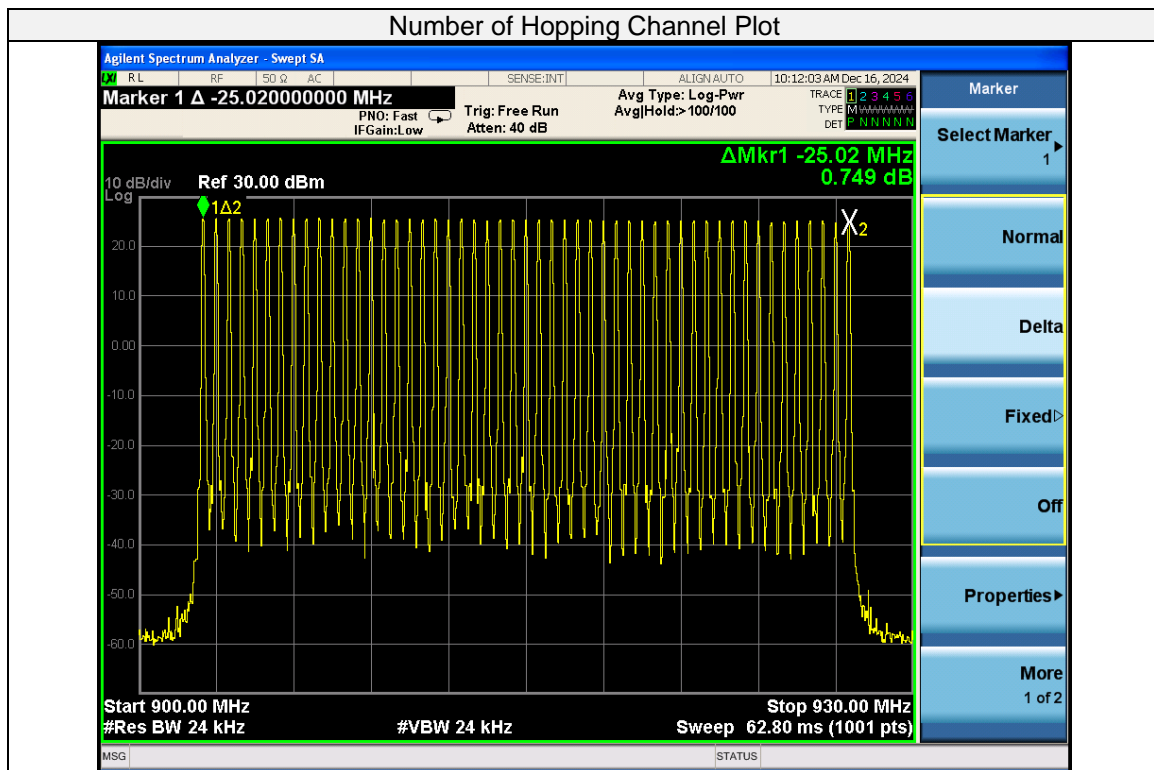 Number of Hopping Channel Plot
Agilent Spectrum Analyzer - Swept SA
LXI RL RF 50 Ω AC SENSE:INT ALIGN AUTO 10:12:03 AM Dec 16, 2024
Marker 1 Δ -25.020000000 MHz
PNO: Fast
IFGain:Low
Trig: Free Run
Atten: 40 dB
Avg Type: Log-Pwr
Avg|Hold:>100/100
TRACE 1 2 3 4 5 6
TYPE M
DET P N N N N N
ΔMkr1 -25.02 MHz
0.749 dB
10 dB/div Ref 30.00 dBm
Log
1Δ2
X2
20.0
10.0
0.00
-10.0
-20.0
-30.0
-40.0
-50.0
-60.0
Start 900.00 MHz Stop 930.00 MHz
#Res BW 24 kHz #VBW 24 kHz Sweep 62.80 ms (1001 pts)
MSG STATUS
Marker
Select Marker
1
Normal
Delta
Fixed
Off
Properties
More
1 of 2